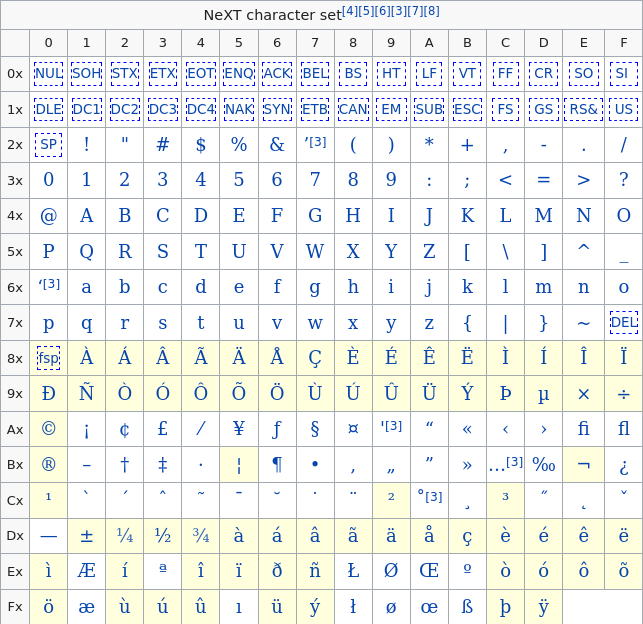 NeXT character set[4][5][6][3][7][8]
0 1 2 3 4 5 6 7 8 9 A B C D E F
0x NUL SOH STX ETX EOT ENQ ACK BEL BS HT LF VT FF CR SO SI
1x DLE DC1 DC2 DC3 DC4 NAK SYN ETB CAN EM SUB ESC FS GS RS& US
2x SP ! " # $ % & ’[3] ( ) * + , - . /
3x 0 1 2 3 4 5 6 7 8 9 : ; < = > ?
4x @ A B C D E F G H I J K L M N O
5x P Q R S T U V W X Y Z [ \ ] ^ _
6x ‘[3] a b c d e f g h i j k l m n o
7x p q r s t u v w x y z { | } ~ DEL
8x fsp À Á Â Ã Ä Å Ç È É Ê Ë Ì Í Î Ï
9x Ð Ñ Ò Ó Ô Õ Ö Ù Ú Û Ü Ý Þ µ × ÷
Ax © ¡ ¢ £ ⁄ ¥ ƒ § ¤ '[3] “ « ‹ › ﬁ ﬂ
Bx ® – † ‡ · ¦ ¶ • ‚ „ ” » …[3] ‰ ¬ ¿
Cx ¹ ˋ ´ ˆ ˜ ¯ ˘ ˙ ¨ ² ˚[3] ¸ ³ ˝ ˛ ˇ
Dx — ± ¼ ½ ¾ à á â ã ä å ç è é ê ë
Ex ì Æ í ª î ï ð ñ Ł Ø Œ º ò ó ô õ
Fx ö æ ù ú û ı ü ý ł ø œ ß þ ÿ